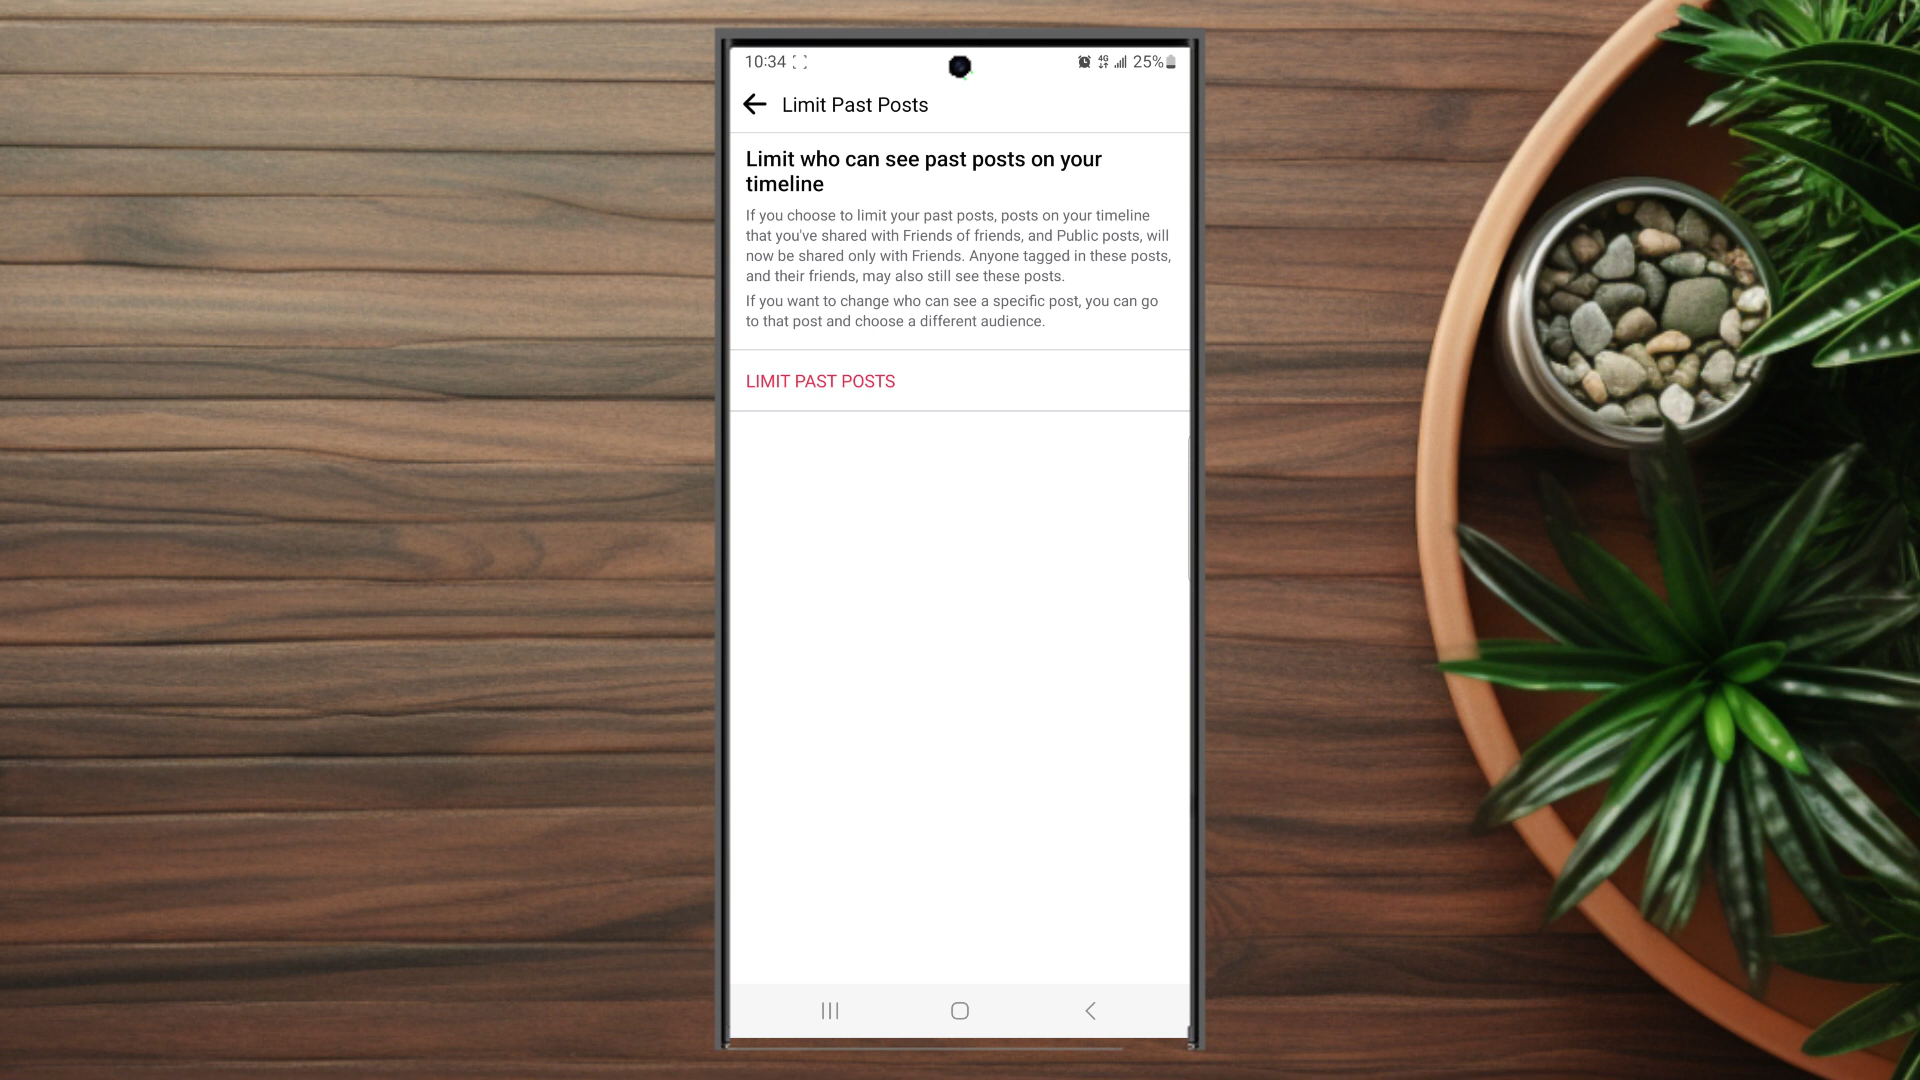 10:34
4G
25%
Limit Past Posts
Limit who can see past posts on your
timeline
If you choose to limit your past posts, posts on your timeline
that you've shared with Friends of friends, and Public posts, will
now be shared only with Friends. Anyone tagged in these posts,
and their friends, may also still see these posts.
If you want to change who can see a specific post, you can go
to that post and choose a different audience.
LIMIT PAST POSTS